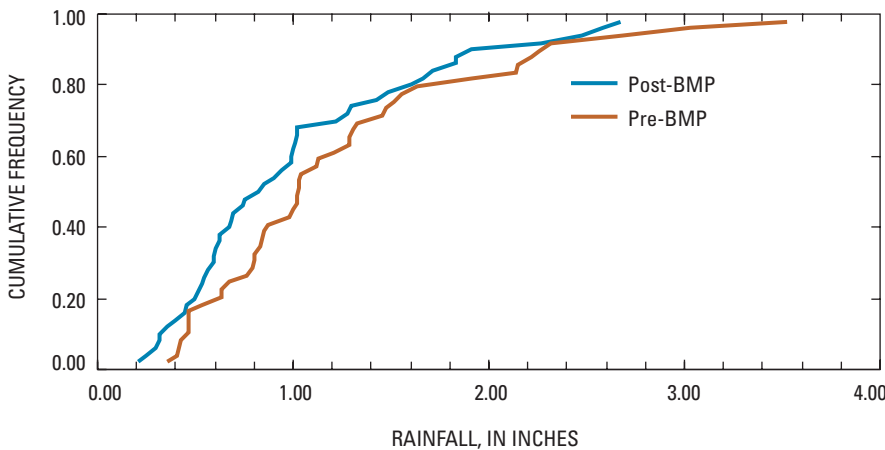 1.00
0.80
0.60
0.40
0.20
0.00
CUMULATIVE FREQUENCY
Post-BMP
Pre-BMP
0.00 1.00 2.00 3.00 4.00
RAINFALL, IN INCHES